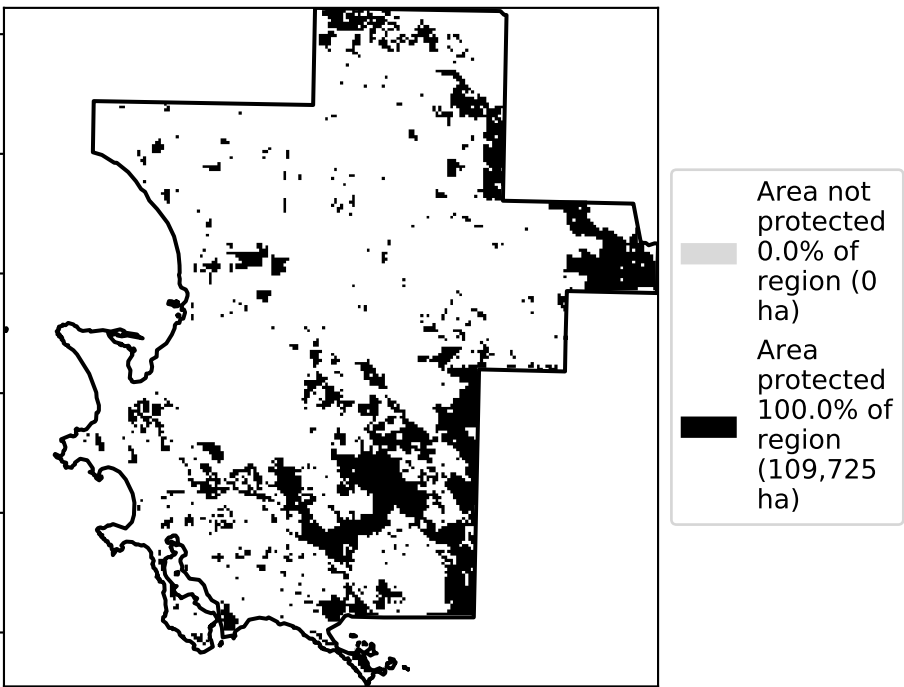 Area not
protected
0.0% of
region (0
ha)
Area
protected
100.0% of
region
(109,725
ha)